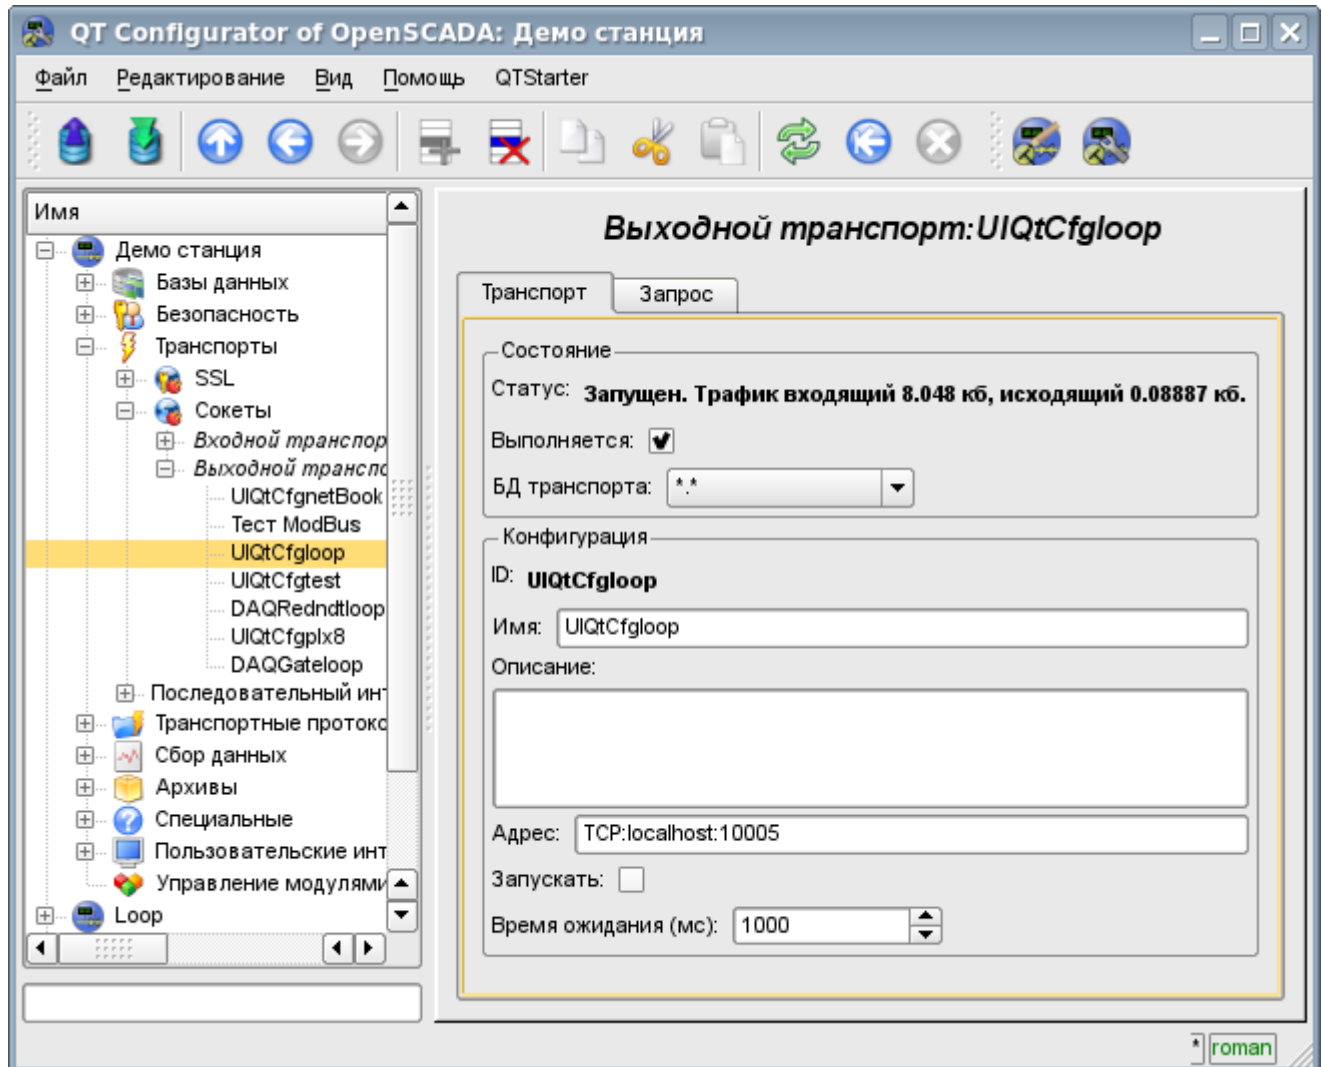 QT Configurator of OpenSCADA: Демо станция
Файл Редактирование Вид Помощь QTStarter
Имя
Демо станция
Базы данных
Безопасность
Транспорты
SSL
Сокеты
Входной транспор
Выходной транспо
UIQtCfgnetBook
Тест ModBus
UIQtCfgloop
UIQtCfgtest
DAQRedndtloop
UIQtCfgplx8
DAQGateloop
Последовательный инт
Транспортные протоко
Сбор данных
Архивы
Специальные
Пользовательские инт
Управление модулями
Loop
Выходной транспорт:UIQtCfgloop
Транспорт Запрос
Состояние
Статус: Запущен. Трафик входящий 8.048 кб, исходящий 0.08887 кб.
Выполняется:
БД транспорта: *.*
Конфигурация
ID: UIQtCfgloop
Имя: UIQtCfgloop
Описание:
Адрес: TCP:localhost:10005
Запускать:
Время ожидания (мс): 1000
* roman